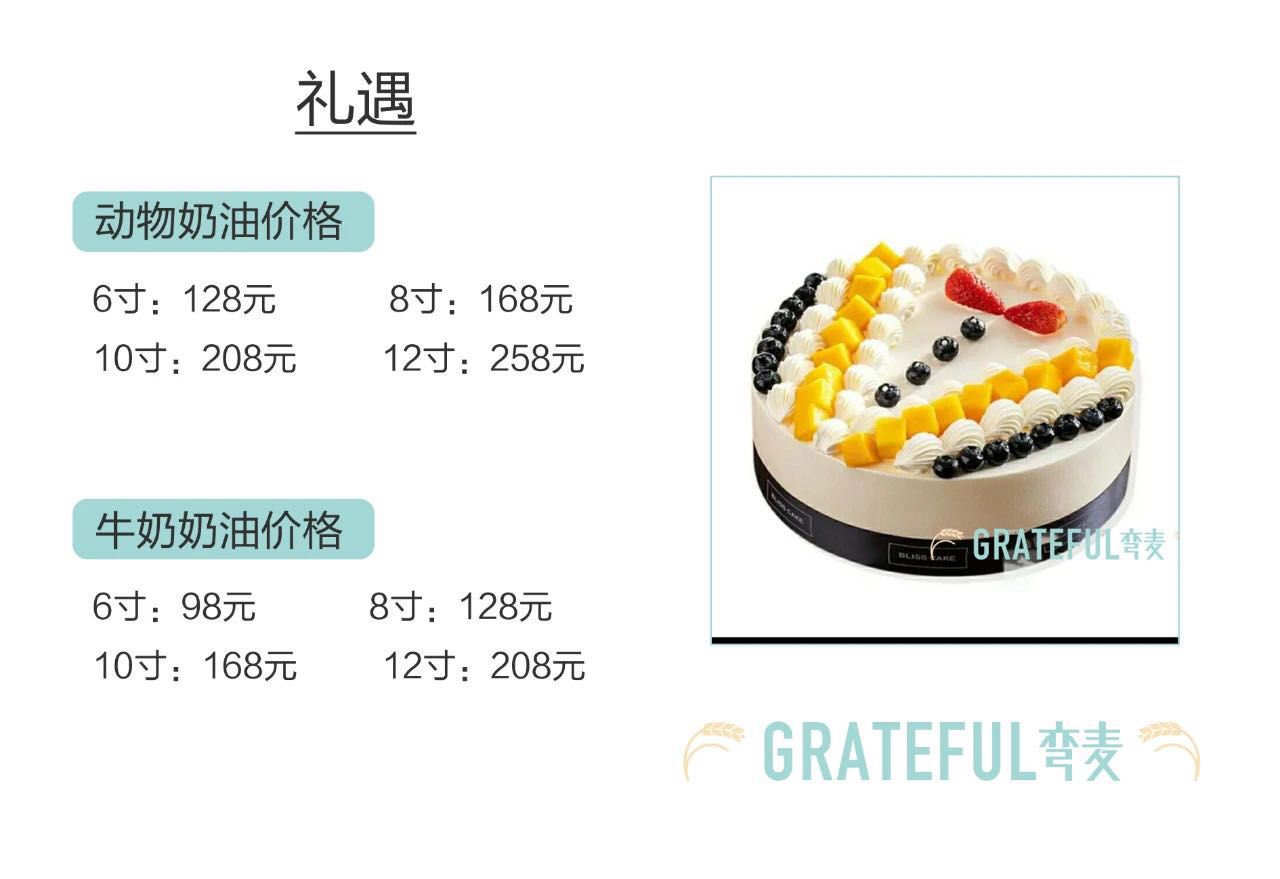 礼遇
动物奶油价格
6寸：128元 8寸：168元
10寸：208元 12寸：258元
牛奶奶油价格
6寸：98元 8寸：128元
10寸：168元 12寸：208元
BLISS CAKE
BLISS CAKE
GRATEFUL弯麦
GRATEFUL弯麦